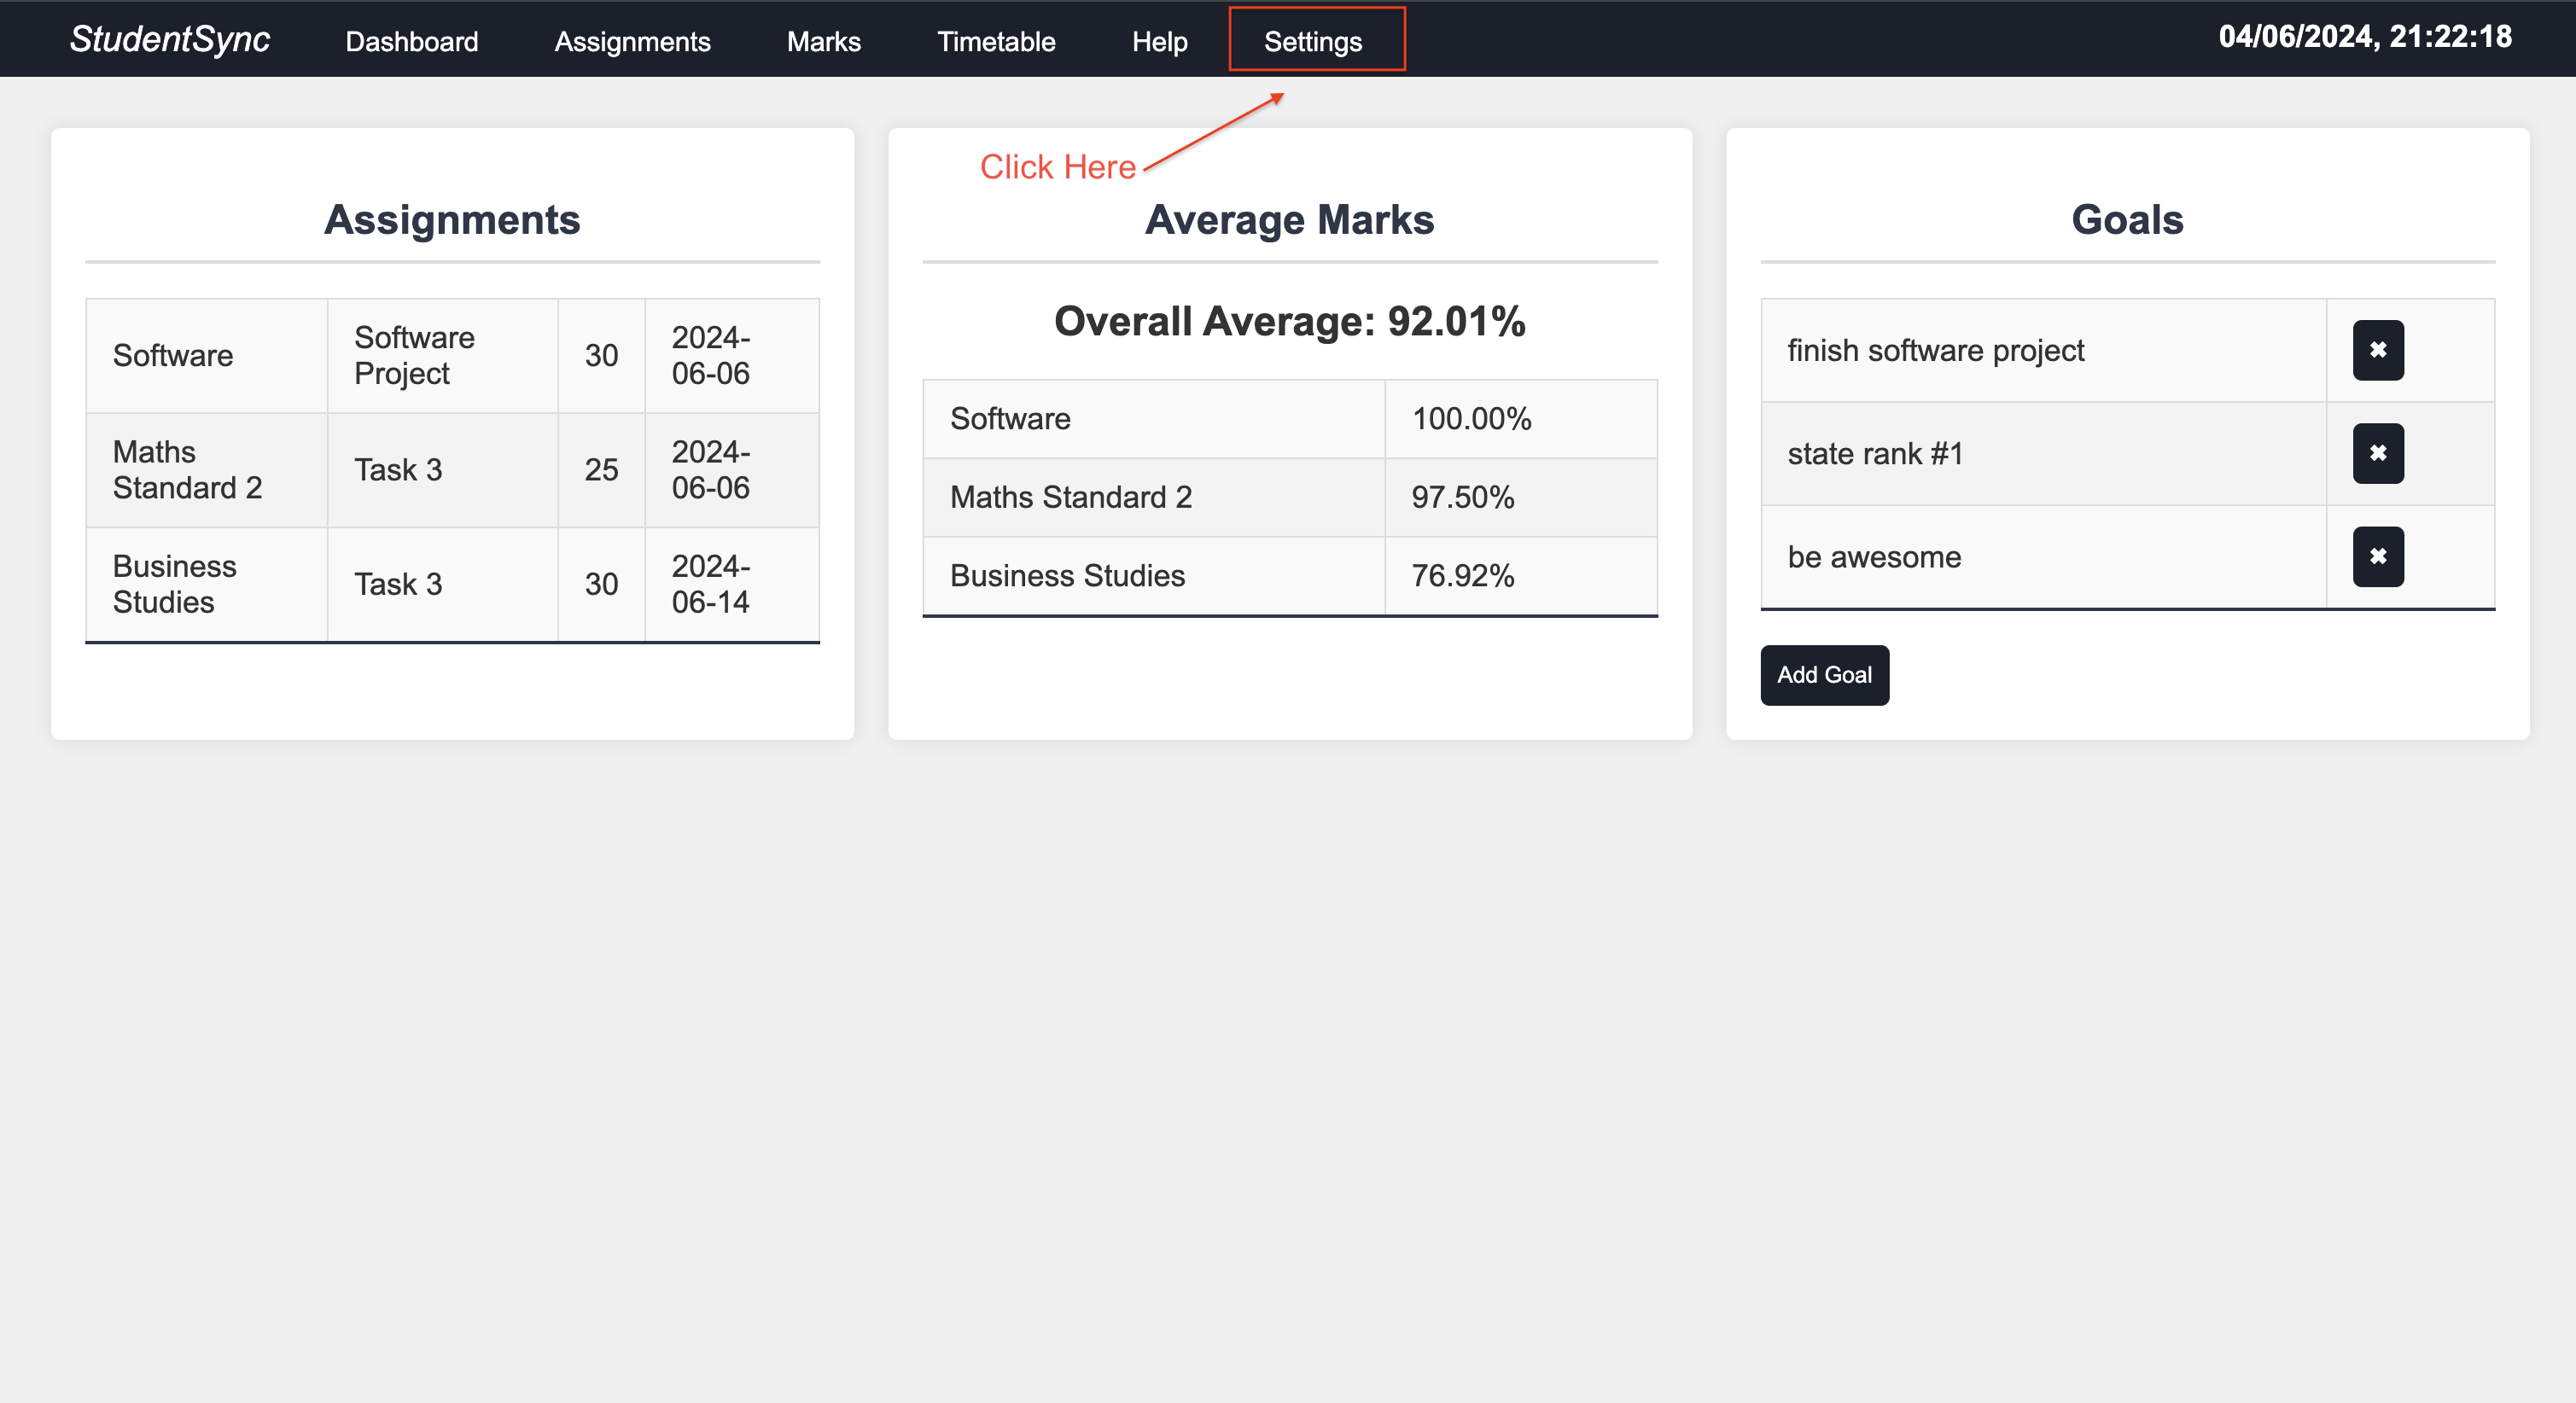 StudentSync Dashboard Assignments Marks Timetable Help Settings 04/06/2024, 21:22:18
Click Here
Assignments
Software Software Project 30 2024-06-06
Maths Standard 2 Task 3 25 2024-06-06
Business Studies Task 3 30 2024-06-14
Average Marks
Overall Average: 92.01%
Software 100.00%
Maths Standard 2 97.50%
Business Studies 76.92%
Goals
finish software project ✖
state rank #1 ✖
be awesome ✖
Add Goal